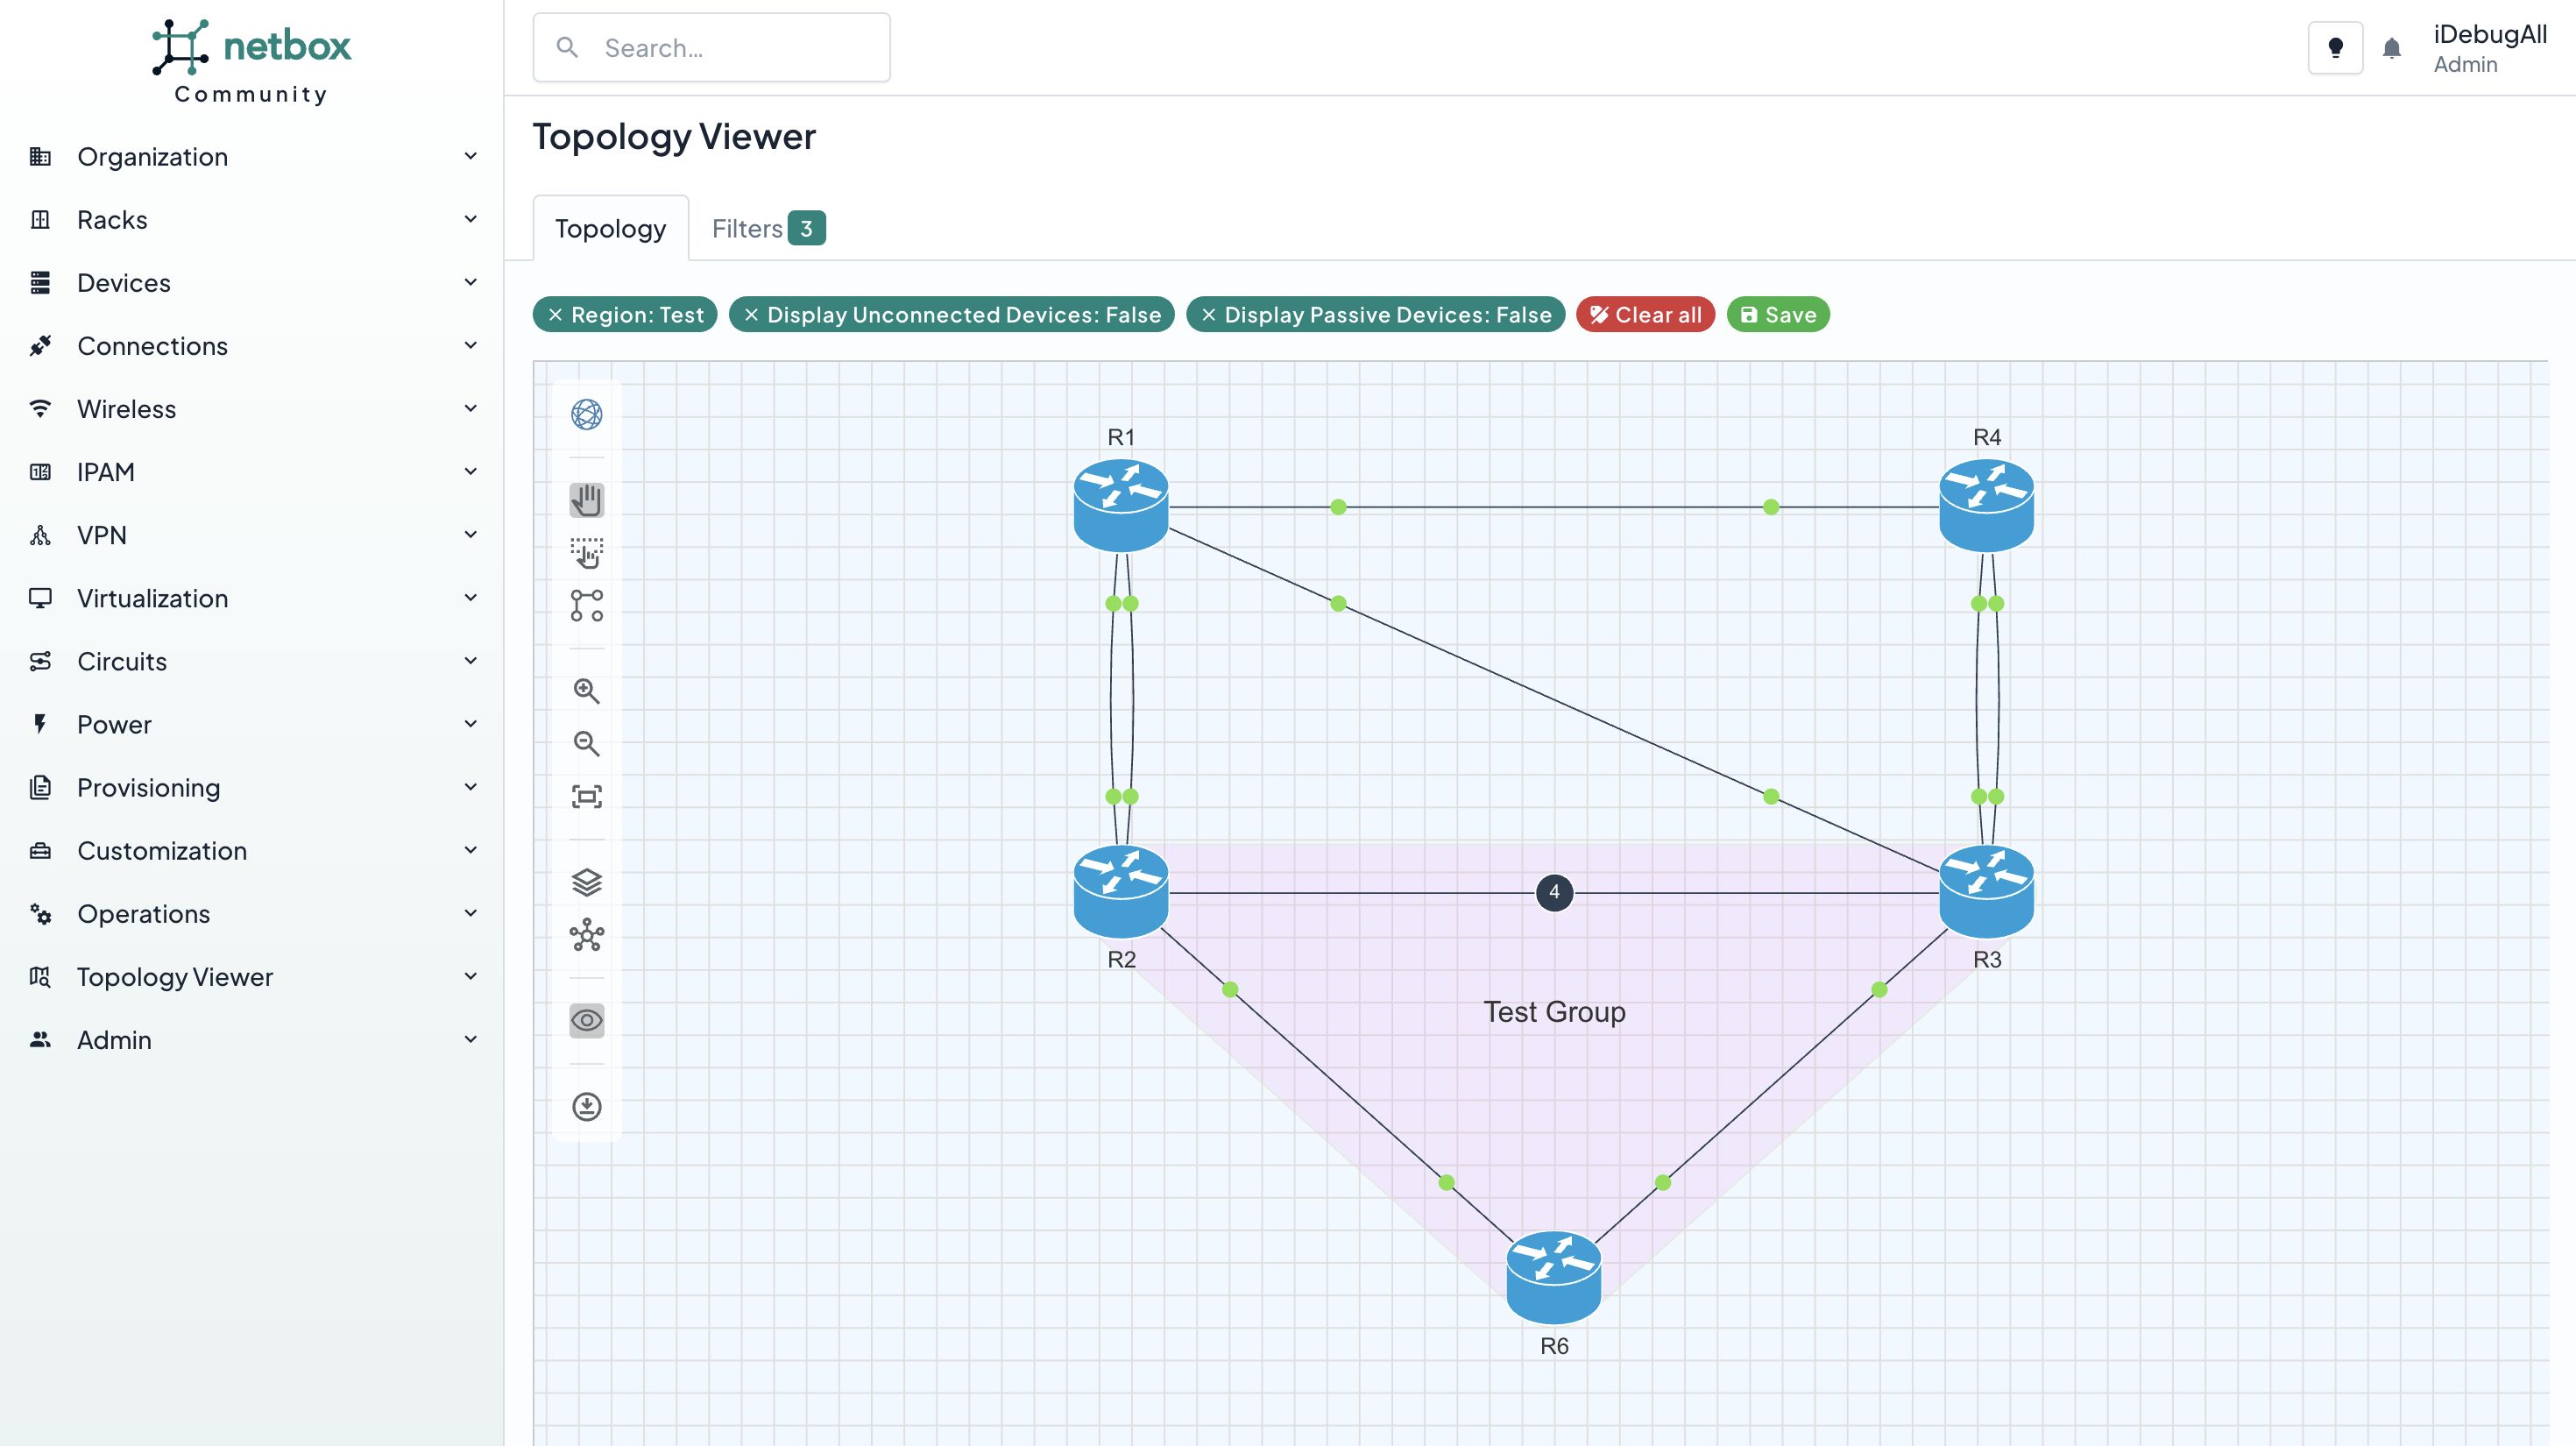 netbox
Community
Organization
Racks
Devices
Connections
Wireless
IPAM
VPN
Virtualization
Circuits
Power
Provisioning
Customization
Operations
Topology Viewer
Admin
Search...
iDebugAll
Admin
Topology Viewer
Topology
Filters 3
Region: Test
Display Unconnected Devices: False
Display Passive Devices: False
Clear all
Save
R1
R4
4
R2
R3
Test Group
R6